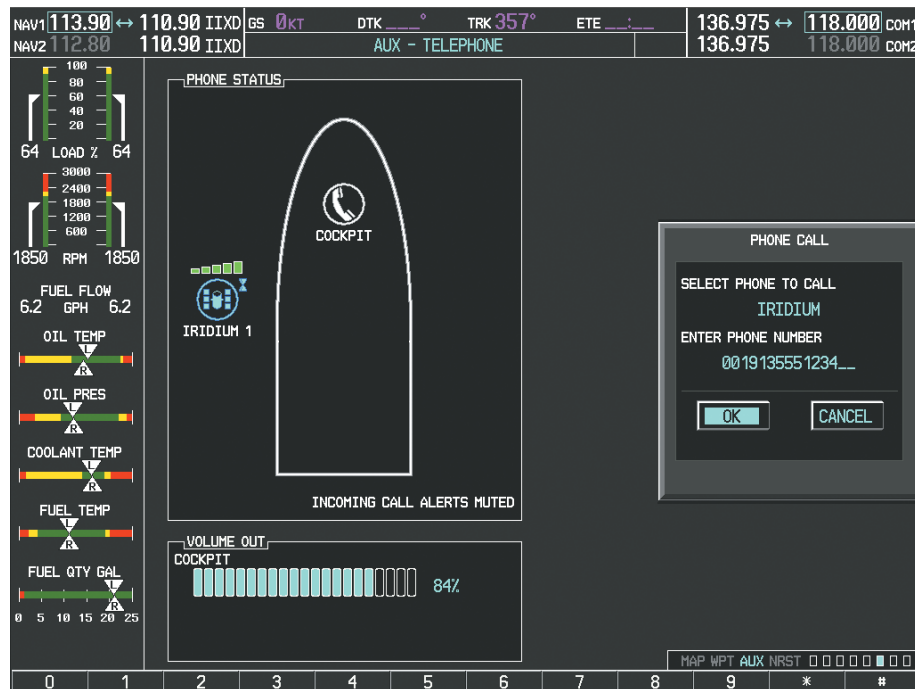 NAV1 113.90 ↔ 110.90 IIXD GS 0KT DTK ___° TRK 357° ETE __:__ 136.975 ↔ 118.000 COM1
NAV2 112.80 110.90 IIXD AUX - TELEPHONE 136.975 118.000 COM2
100
80
60
40
20
64 LOAD % 64
3000
2400
1800
1200
600
1850 RPM 1850
FUEL FLOW
6.2 GPH 6.2
OIL TEMP
L
R
OIL PRES
L
R
COOLANT TEMP
L
R
FUEL TEMP
L
R
FUEL QTY GAL
L
R
0 5 10 15 20 25
PHONE STATUS
COCKPIT
IRIDIUM 1
INCOMING CALL ALERTS MUTED
VOLUME OUT
COCKPIT
84%
PHONE CALL
SELECT PHONE TO CALL
IRIDIUM
ENTER PHONE NUMBER
0019135551234__
OK CANCEL
MAP WPT AUX NRST
0 1 2 3 4 5 6 7 8 9 * #